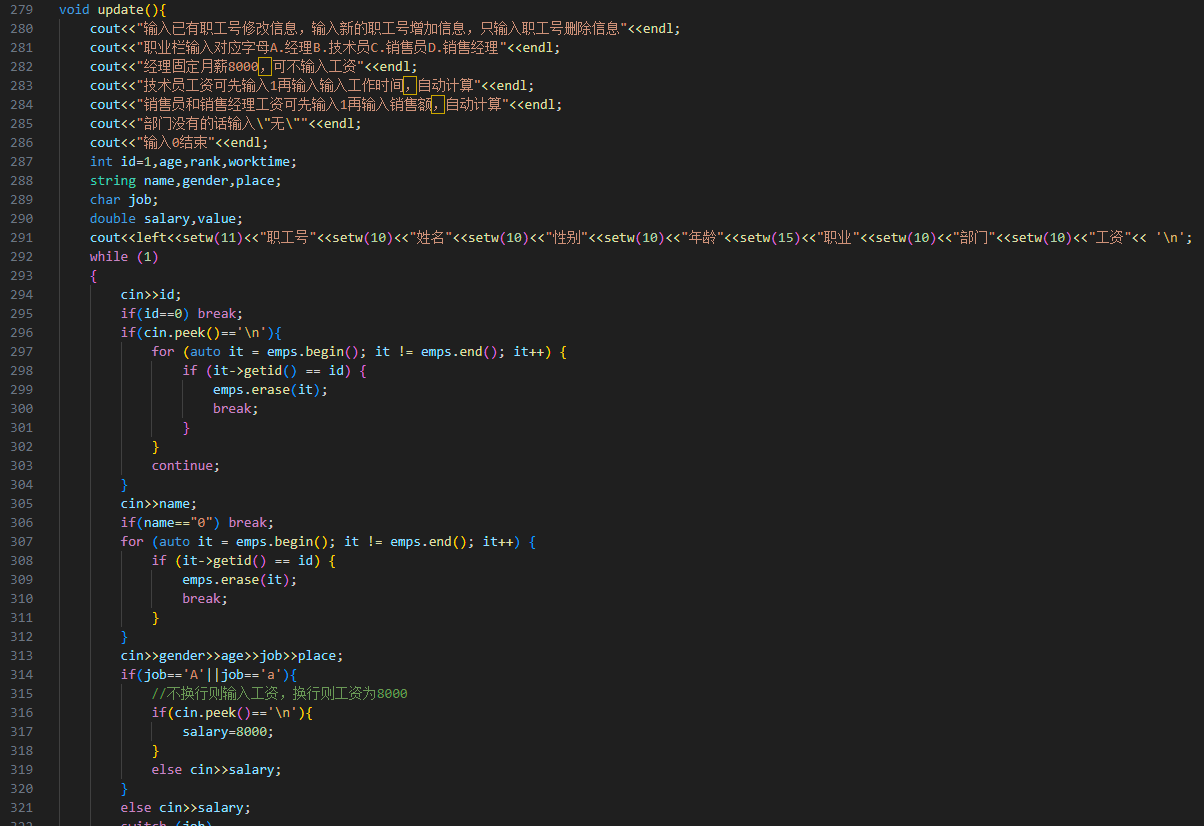 279 void update(){
280 cout<<"输入已有职工号修改信息，输入新的职工号增加信息，只输入职工号删除信息"<<endl;
281 cout<<"职业栏输入对应字母A.经理B.技术员C.销售员D.销售经理"<<endl;
282 cout<<"经理固定月薪8000，可不输入工资"<<endl;
283 cout<<"技术员工资可先输入1再输入输入工作时间，自动计算"<<endl;
284 cout<<"销售员和销售经理工资可先输入1再输入销售额，自动计算"<<endl;
285 cout<<"部门没有的话输入\"无\""<<endl;
286 cout<<"输入0结束"<<endl;
287 int id=1,age,rank,worktime;
288 string name,gender,place;
289 char job;
290 double salary,value;
291 cout<<left<<setw(11)<<"职工号"<<setw(10)<<"姓名"<<setw(10)<<"性别"<<setw(10)<<"年龄"<<setw(15)<<"职业"<<setw(10)<<"部门"<<setw(10)<<"工资"<< '\n';
292 while (1)
293 {
294 cin>>id;
295 if(id==0) break;
296 if(cin.peek()=='\n'){
297 for (auto it = emps.begin(); it != emps.end(); it++) {
298 if (it->getid() == id) {
299 emps.erase(it);
300 break;
301 }
302 }
303 continue;
304 }
305 cin>>name;
306 if(name=="0") break;
307 for (auto it = emps.begin(); it != emps.end(); it++) {
308 if (it->getid() == id) {
309 emps.erase(it);
310 break;
311 }
312 }
313 cin>>gender>>age>>job>>place;
314 if(job=='A'||job=='a'){
315 //不换行则输入工资，换行则工资为8000
316 if(cin.peek()=='\n'){
317 salary=8000;
318 }
319 else cin>>salary;
320 }
321 else cin>>salary;
322 switch (job)